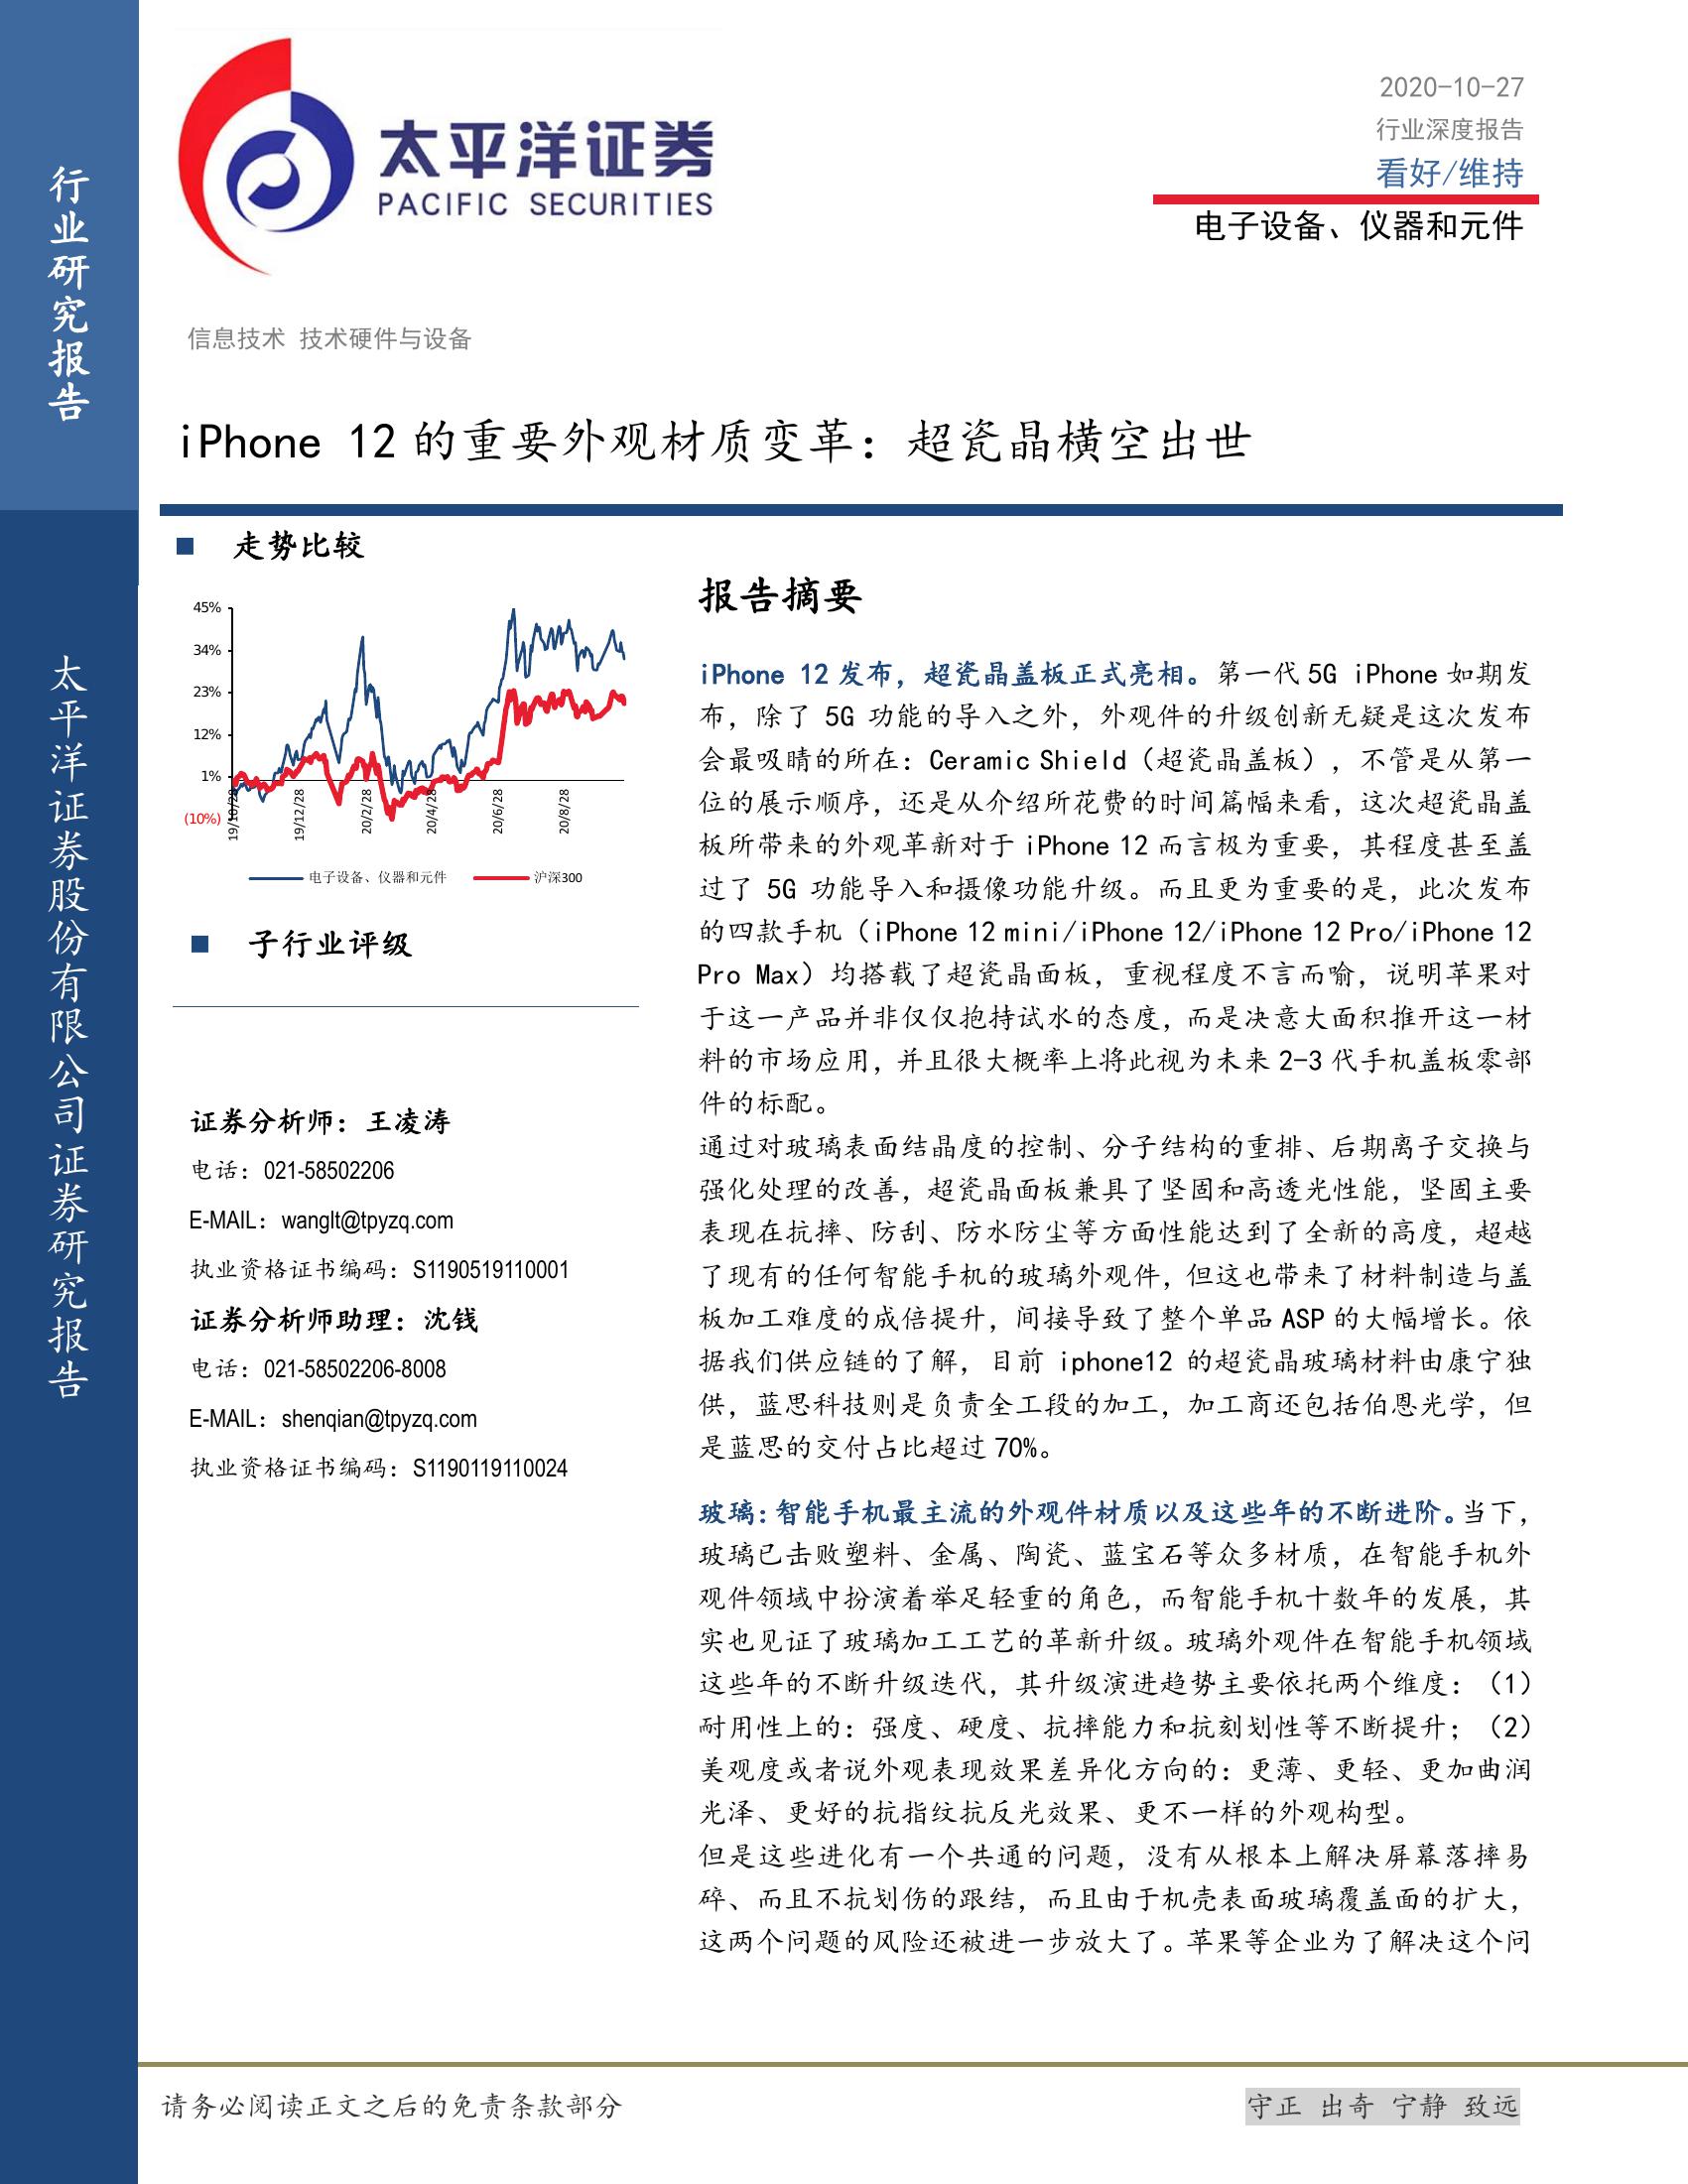 行业研究报告
太平洋证券股份有限公司证券研究报告
太平洋证券
PACIFIC SECURITIES
2020-10-27
行业深度报告
看好/维持
电子设备、仪器和元件
信息技术 技术硬件与设备
iPhone 12 的重要外观材质变革：超瓷晶横空出世
■ 走势比较
45%
34%
23%
12%
1%
(10%)
19/10/28
19/12/28
20/2/28
20/4/28
20/6/28
20/8/28
电子设备、仪器和元件 沪深300
■ 子行业评级
证券分析师：王凌涛
电话：021-58502206
E-MAIL：wanglt@tpyzq.com
执业资格证书编码：S1190519110001
证券分析师助理：沈钱
电话：021-58502206-8008
E-MAIL：shenqian@tpyzq.com
执业资格证书编码：S1190119110024
报告摘要
iPhone 12 发布，超瓷晶盖板正式亮相。第一代 5G iPhone 如期发
布，除了 5G 功能的导入之外，外观件的升级创新无疑是这次发布
会最吸睛的所在：Ceramic Shield（超瓷晶盖板），不管是从第一
位的展示顺序，还是从介绍所花费的时间篇幅来看，这次超瓷晶盖
板所带来的外观革新对于 iPhone 12 而言极为重要，其程度甚至盖
过了 5G 功能导入和摄像功能升级。而且更为重要的是，此次发布
的四款手机（iPhone 12 mini/iPhone 12/iPhone 12 Pro/iPhone 12
Pro Max）均搭载了超瓷晶面板，重视程度不言而喻，说明苹果对
于这一产品并非仅仅抱持试水的态度，而是决意大面积推开这一材
料的市场应用，并且很大概率上将此视为未来 2-3 代手机盖板零部
件的标配。
通过对玻璃表面结晶度的控制、分子结构的重排、后期离子交换与
强化处理的改善，超瓷晶面板兼具了坚固和高透光性能，坚固主要
表现在抗摔、防刮、防水防尘等方面性能达到了全新的高度，超越
了现有的任何智能手机的玻璃外观件，但这也带来了材料制造与盖
板加工难度的成倍提升，间接导致了整个单品 ASP 的大幅增长。依
据我们供应链的了解，目前 iphone12 的超瓷晶玻璃材料由康宁独
供，蓝思科技则是负责全工段的加工，加工商还包括伯恩光学，但
是蓝思的交付占比超过 70%。
玻璃：智能手机最主流的外观件材质以及这些年的不断进阶。当下，
玻璃已击败塑料、金属、陶瓷、蓝宝石等众多材质，在智能手机外
观件领域中扮演着举足轻重的角色，而智能手机十数年的发展，其
实也见证了玻璃加工工艺的革新升级。玻璃外观件在智能手机领域
这些年的不断升级迭代，其升级演进趋势主要依托两个维度：（1）
耐用性上的：强度、硬度、抗摔能力和抗刻划性等不断提升；（2）
美观度或者说外观表现效果差异化方向的：更薄、更轻、更加曲润
光泽、更好的抗指纹抗反光效果、更不一样的外观构型。
但是这些进化有一个共通的问题，没有从根本上解决屏幕落摔易
碎、而且不抗划伤的跟结，而且由于机壳表面玻璃覆盖面的扩大，
这两个问题的风险还被进一步放大了。苹果等企业为了解决这个问
请务必阅读正文之后的免责条款部分
守正 出奇 宁静 致远